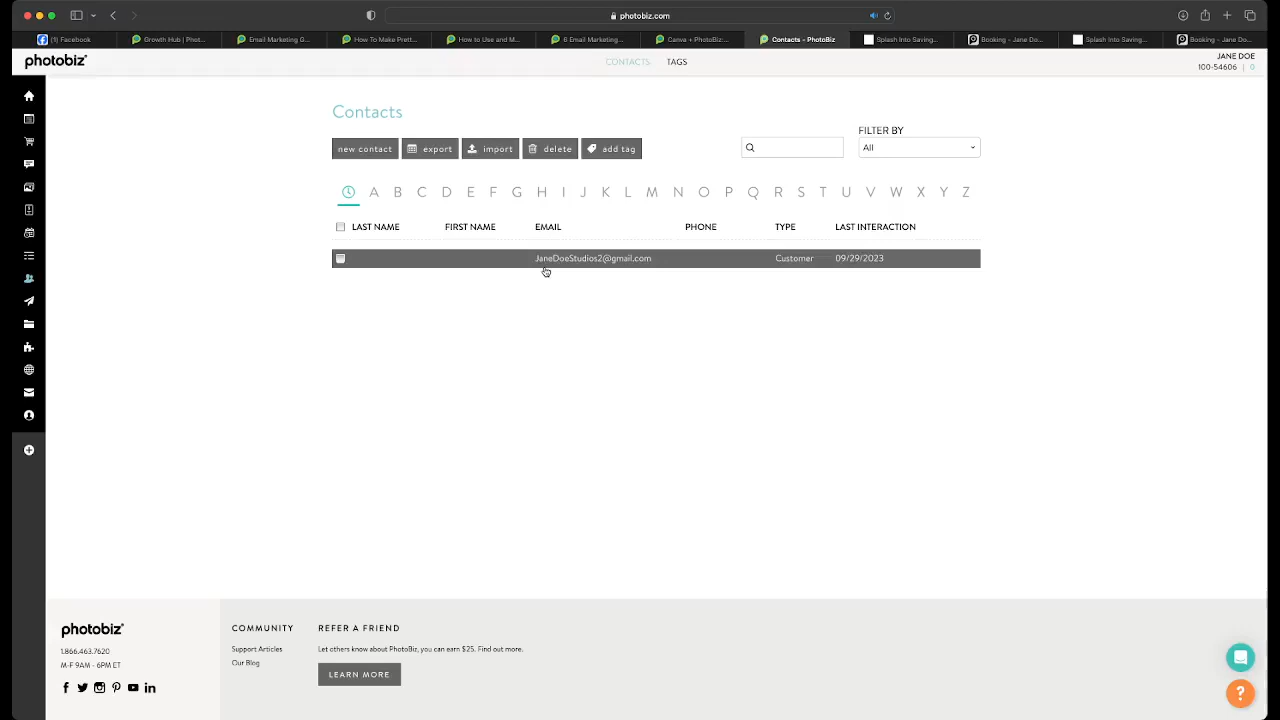 photobiz.com
(1) Facebook
Growth Hub | Phot...
Email Marketing G...
How To Make Prett...
How to Use and M...
6 Email Marketing...
Canva + PhotoBiz:...
Contacts - PhotoBiz
Splash Into Saving...
Booking - Jane Do...
Splash Into Saving...
Booking - Jane Do...
photobiz
CONTACTS
TAGS
JANE DOE
100-54606 | 0
Contacts
FILTER BY
new contact
export
import
delete
add tag
All
A B C D E F G H I J K L M N O P Q R S T U V W X Y Z
LAST NAME
FIRST NAME
EMAIL
PHONE
TYPE
LAST INTERACTION
JaneDoeStudios2@gmail.com
Customer
09/29/2023
photobiz
1.866.463.7620
M-F 9AM - 6PM ET
COMMUNITY
Support Articles
Our Blog
REFER A FRIEND
Let others know about PhotoBiz, you can earn $25. Find out more.
LEARN MORE